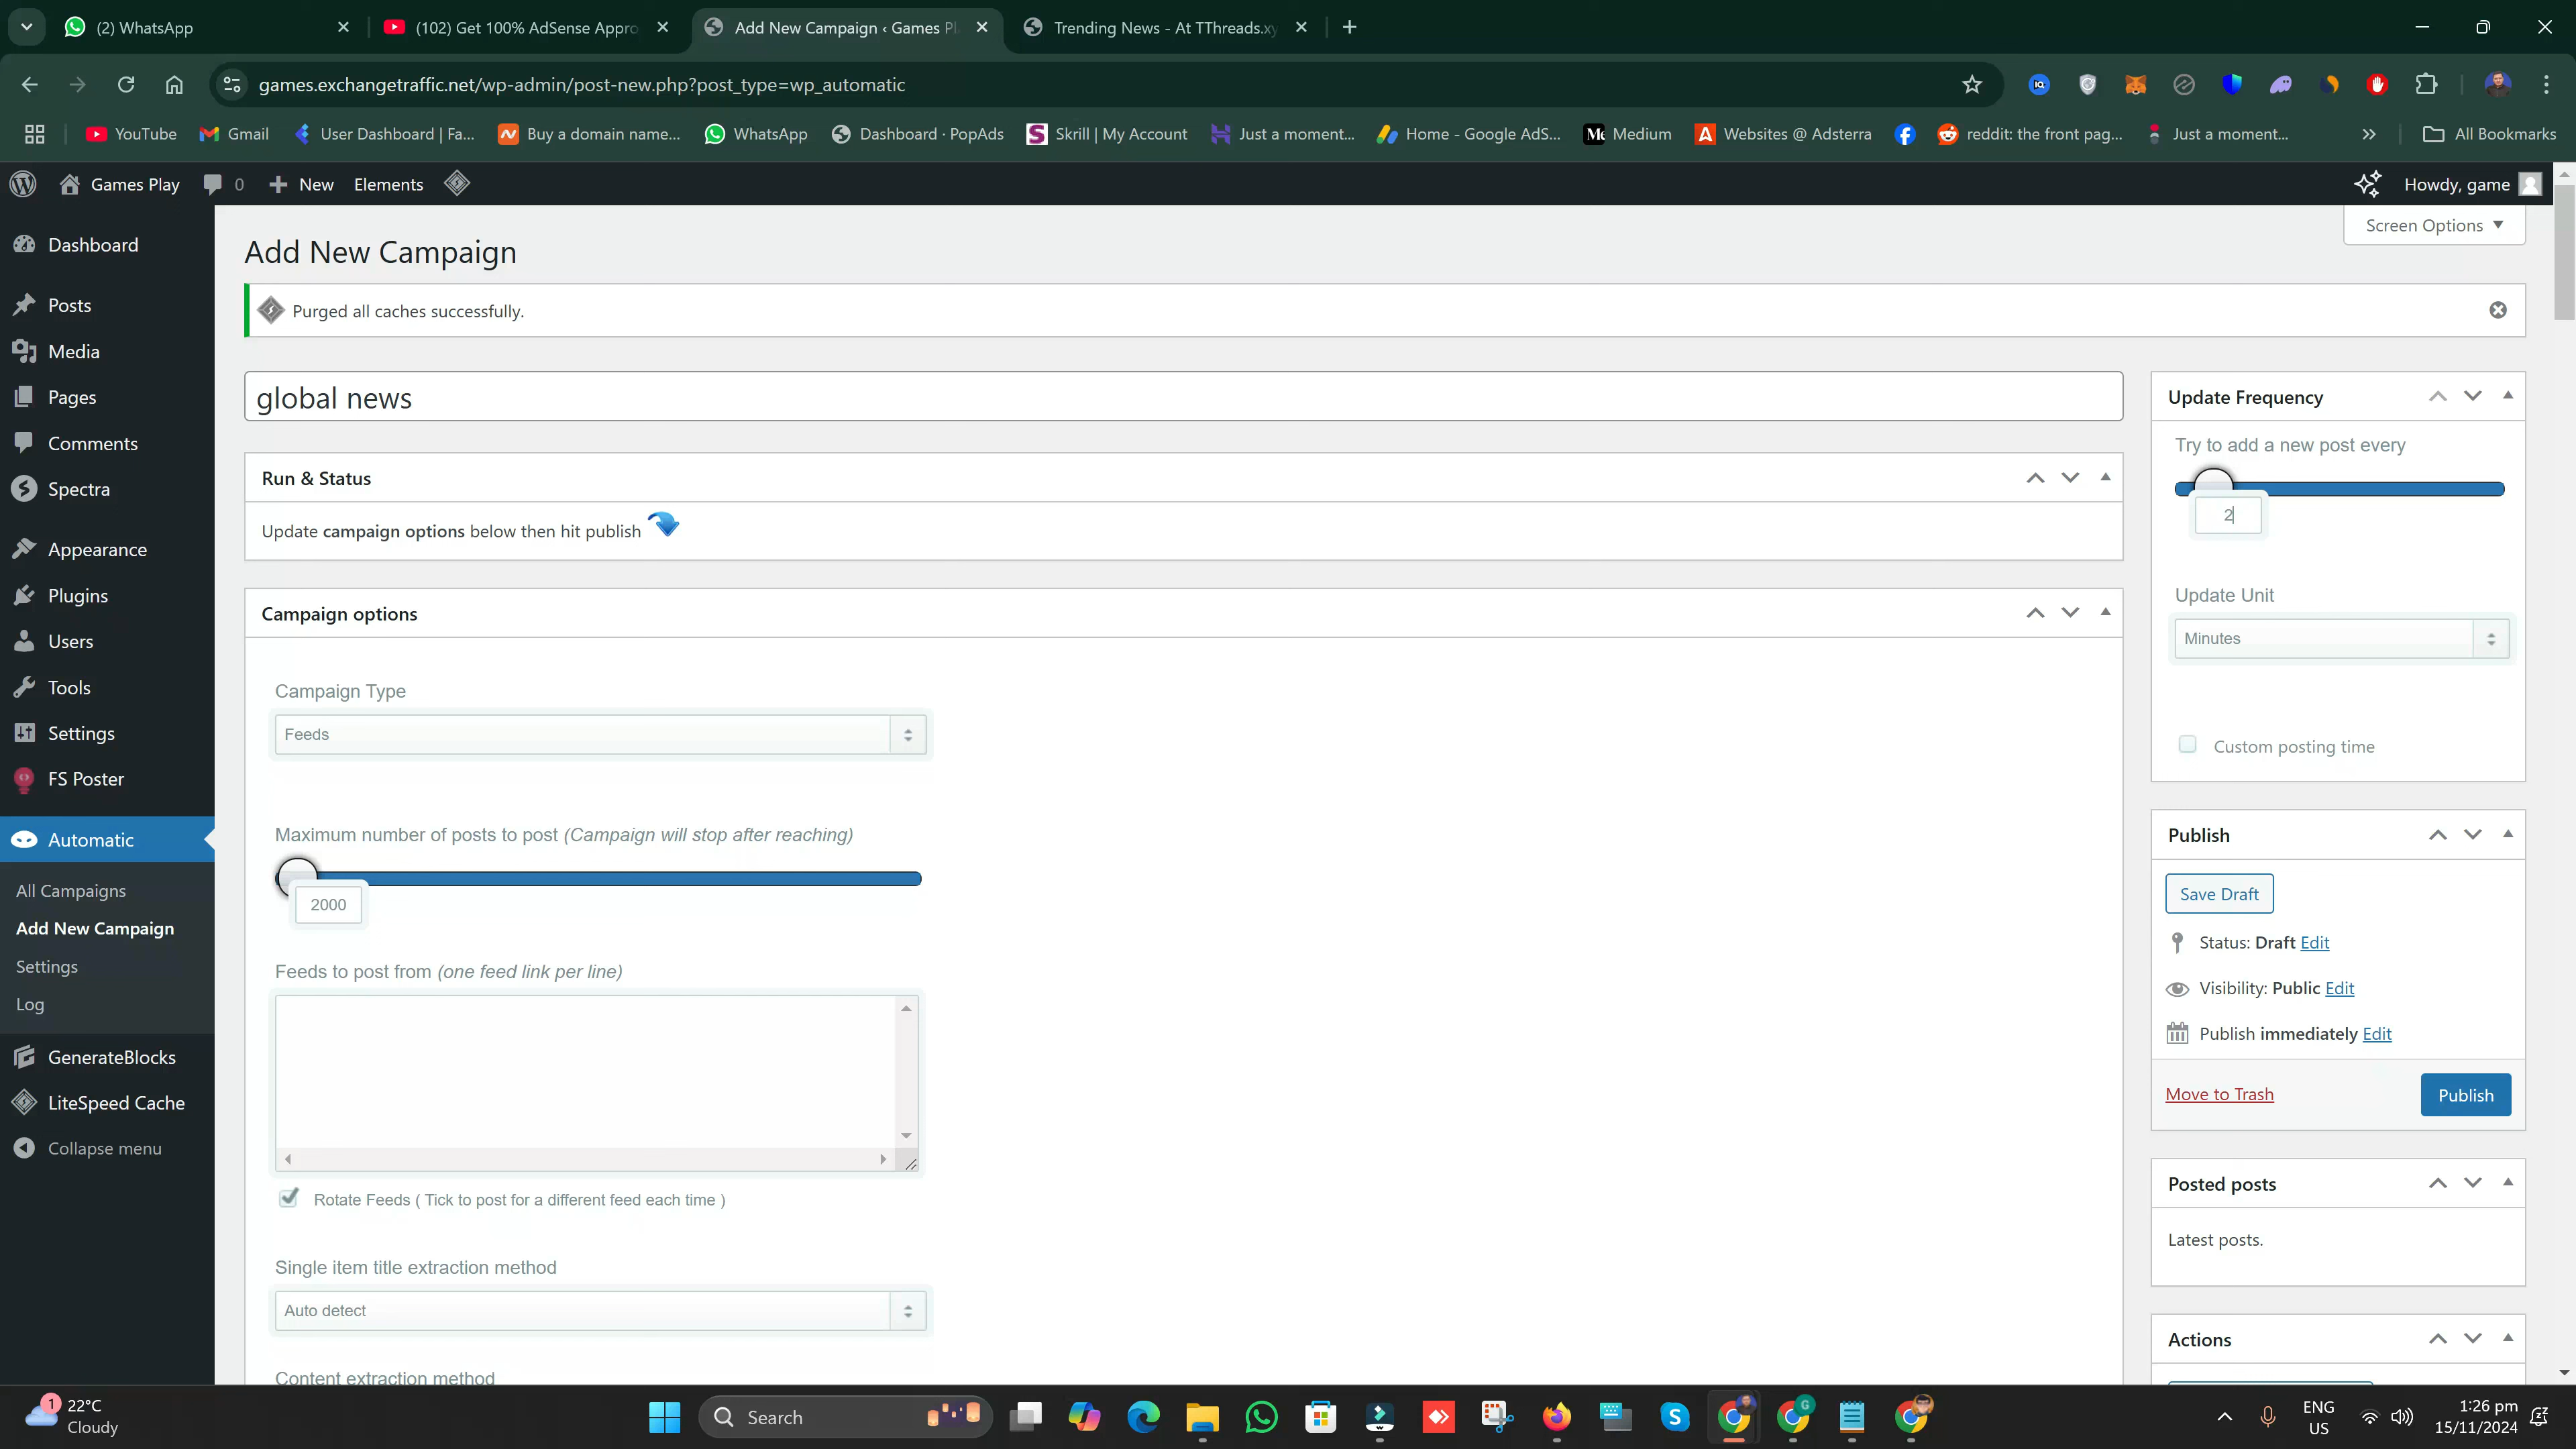 (2) WhatsApp
(102) Get 100% AdSense Appro
Add New Campaign ‹ Games Pl
Trending News - At TThreads.xy
games.exchangetraffic.net/wp-admin/post-new.php?post_type=wp_automatic
YouTube
Gmail
User Dashboard | Fa...
Buy a domain name...
WhatsApp
Dashboard · PopAds
Skrill | My Account
Just a moment...
Home - Google AdS...
Medium
Websites @ Adsterra
reddit: the front pag...
Just a moment...
All Bookmarks
Games Play
0
New
Elements
Howdy, game
Screen Options
Dashboard
Posts
Media
Pages
Comments
Spectra
Appearance
Plugins
Users
Tools
Settings
FS Poster
Automatic
All Campaigns
Add New Campaign
Settings
Log
GenerateBlocks
LiteSpeed Cache
Collapse menu
Add New Campaign
Purged all caches successfully.
global news
Run & Status
Update campaign options below then hit publish
Campaign options
Campaign Type
Feeds
Maximum number of posts to post (Campaign will stop after reaching)
2000
Feeds to post from (one feed link per line)
Rotate Feeds ( Tick to post for a different feed each time )
Single item title extraction method
Auto detect
Content extraction method
Update Frequency
Try to add a new post every
2
Update Unit
Minutes
Custom posting time
Publish
Save Draft
Status: Draft Edit
Visibility: Public Edit
Publish immediately Edit
Move to Trash
Publish
Posted posts
Latest posts.
Actions
1
22°C
Cloudy
Search
ENG
US
1:26 pm
15/11/2024